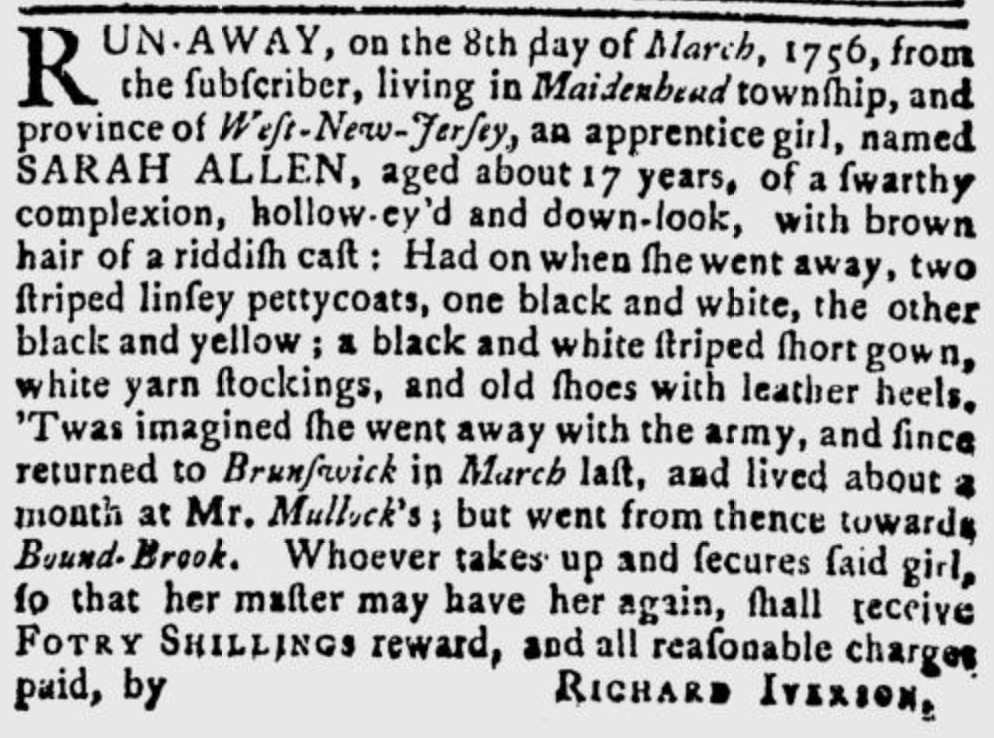 RUN-AWAY, on the 8th day of March, 1756, from
the ſubſcriber, living in Maidenhead townſhip, and
province of Weſt-New-Jerſey, an apprentice girl, named
SARAH ALLEN, aged about 17 years, of a ſwarthy
complexion, hollow-ey'd and down-look, with brown
hair of a riddiſh caſt : Had on when ſhe went away, two
ſtriped linſey pettycoats, one black and white, the other
black and yellow ; a black and white ſtriped ſhort gown,
white yarn ſtockings, and old ſhoes with leather heels.
'Twas imagined ſhe went away with the army, and ſince
returned to Brunſwick in March laſt, and lived about a
month at Mr. Mullock's ; but went from thence towards
Bound-Brook. Whoever takes up and ſecures ſaid girl,
ſo that her maſter may have her again, ſhall receive
FOTRY SHILLINGS reward, and all reaſonable charges
paid, by RICHARD IVERSON.